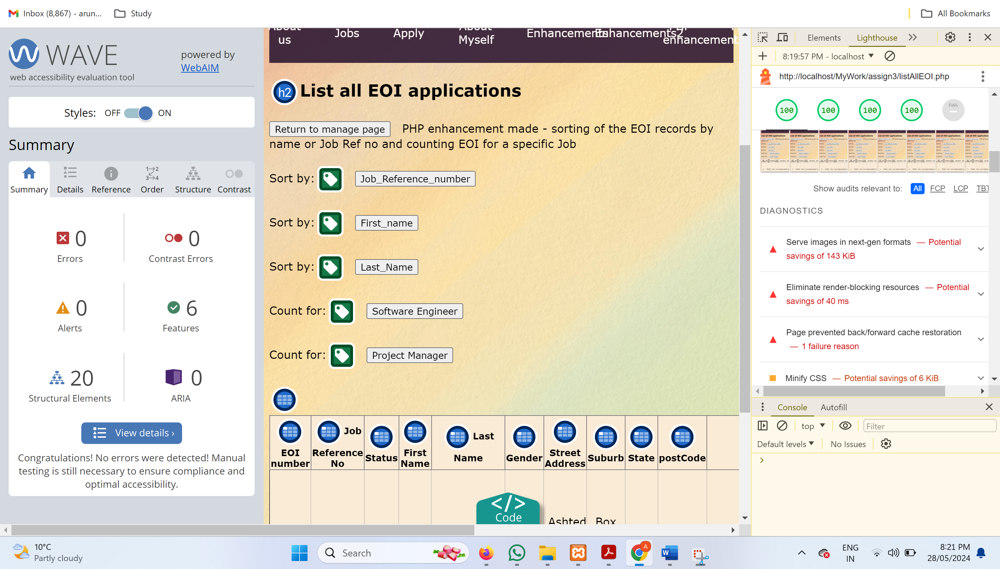 Inbox (8,867) - arun...
Study
All Bookmarks
WAVE
powered by
WebAIM
web accessibility evaluation tool
Styles: OFF ON
Summary
Summary Details Reference Order Structure Contrast
0 Errors
0 Contrast Errors
0 Alerts
6 Features
20 Structural Elements
0 ARIA
View details ›
Congratulations! No errors were detected! Manual
testing is still necessary to ensure compliance and
optimal accessibility.
About us
Jobs
Apply
About Myself
Enhancements
Enhancements2
enhancement
h2 List all EOI applications
Return to manage page PHP enhancement made - sorting of the EOI records by
name or Job Ref no and counting EOI for a specific Job
Sort by: Job_Reference_number
Sort by: First_name
Sort by: Last_Name
Count for: Software Engineer
Count for: Project Manager
EOI number
Job Reference No
Status
First Name
Last Name
Gender
Street Address
Suburb
State
postCode
</>
Code
Ashted
Box
Elements
Lighthouse
8:19:57 PM - localhost
http://localhost/MyWork/assign3/listAllEOI.php
100 100 100 100 PWA
Show audits relevant to: All FCP LCP TBT
DIAGNOSTICS
Serve images in next-gen formats — Potential
savings of 143 KiB
Eliminate render-blocking resources — Potential
savings of 40 ms
Page prevented back/forward cache restoration
— 1 failure reason
Minify CSS — Potential savings of 6 KiB
Console
Autofill
top
Filter
Default levels
No Issues
10°C
Partly cloudy
Search
A
W
ENG
IN
8:21 PM
28/05/2024